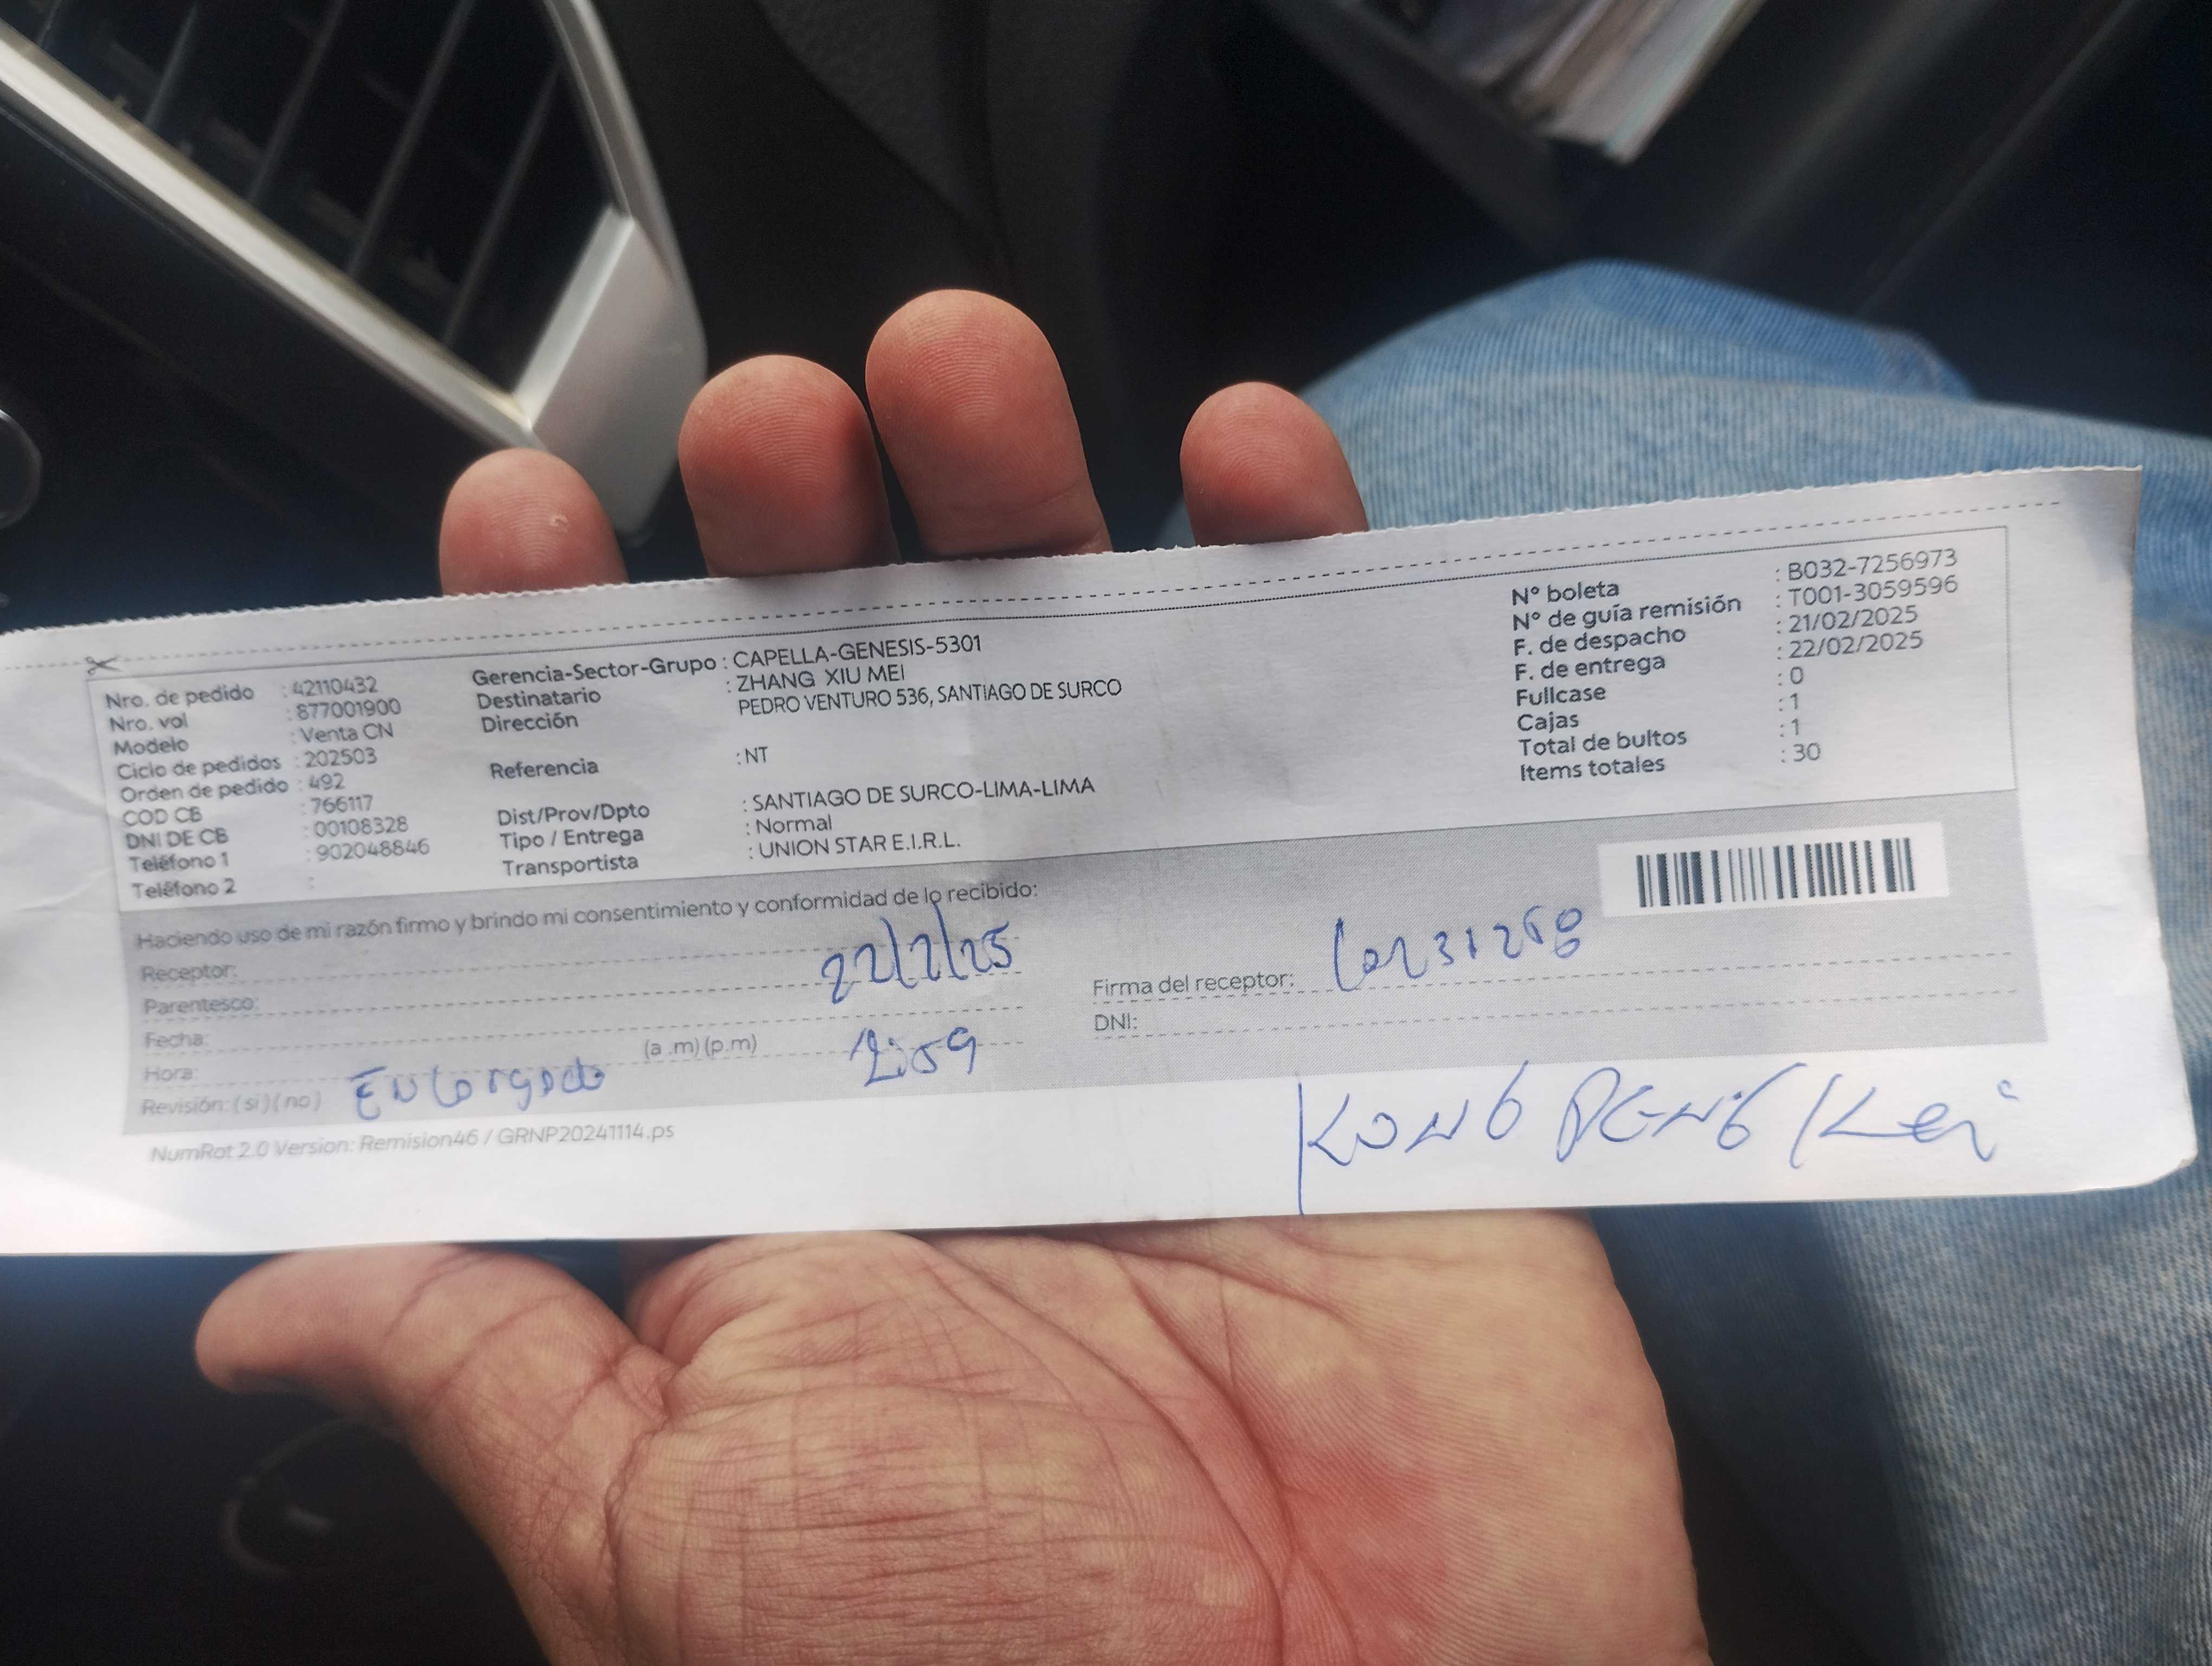 Nro. de pedido : 42110432
Nro. vol : 877001900
Modelo : Venta CN
Ciclo de pedidos : 202503
Orden de pedido : 492
COD CB : 766117
DNI DE CB : 00108328
Teléfono 1 : 902048846
Teléfono 2 :
Gerencia-Sector-Grupo : CAPELLA-GENESIS-5301
Destinatario : ZHANG XIU MEI
Dirección PEDRO VENTURO 536, SANTIAGO DE SURCO
Referencia : NT
Dist/Prov/Dpto : SANTIAGO DE SURCO-LIMA-LIMA
Tipo / Entrega : Normal
Transportista : UNION STAR E.I.R.L.
N° boleta : B032-7256973
N° de guía remisión : T001-3059596
F. de despacho : 21/02/2025
F. de entrega : 22/02/2025
Fullcase : 0
Cajas : 1
Total de bultos : 1
Items totales : 30
Haciendo uso de mi razón firmo y brindo mi consentimiento y conformidad de lo recibido:
Receptor:
Parentesco: 22/2/25
Fecha:
Hora: (a .m) (p.m) 2:59
Revisión: (si) (no) Encargado
Firma del receptor:
DNI:
KONG PENG KEi
NumRot 2.0 Version: Remision46 / GRNP20241114.ps